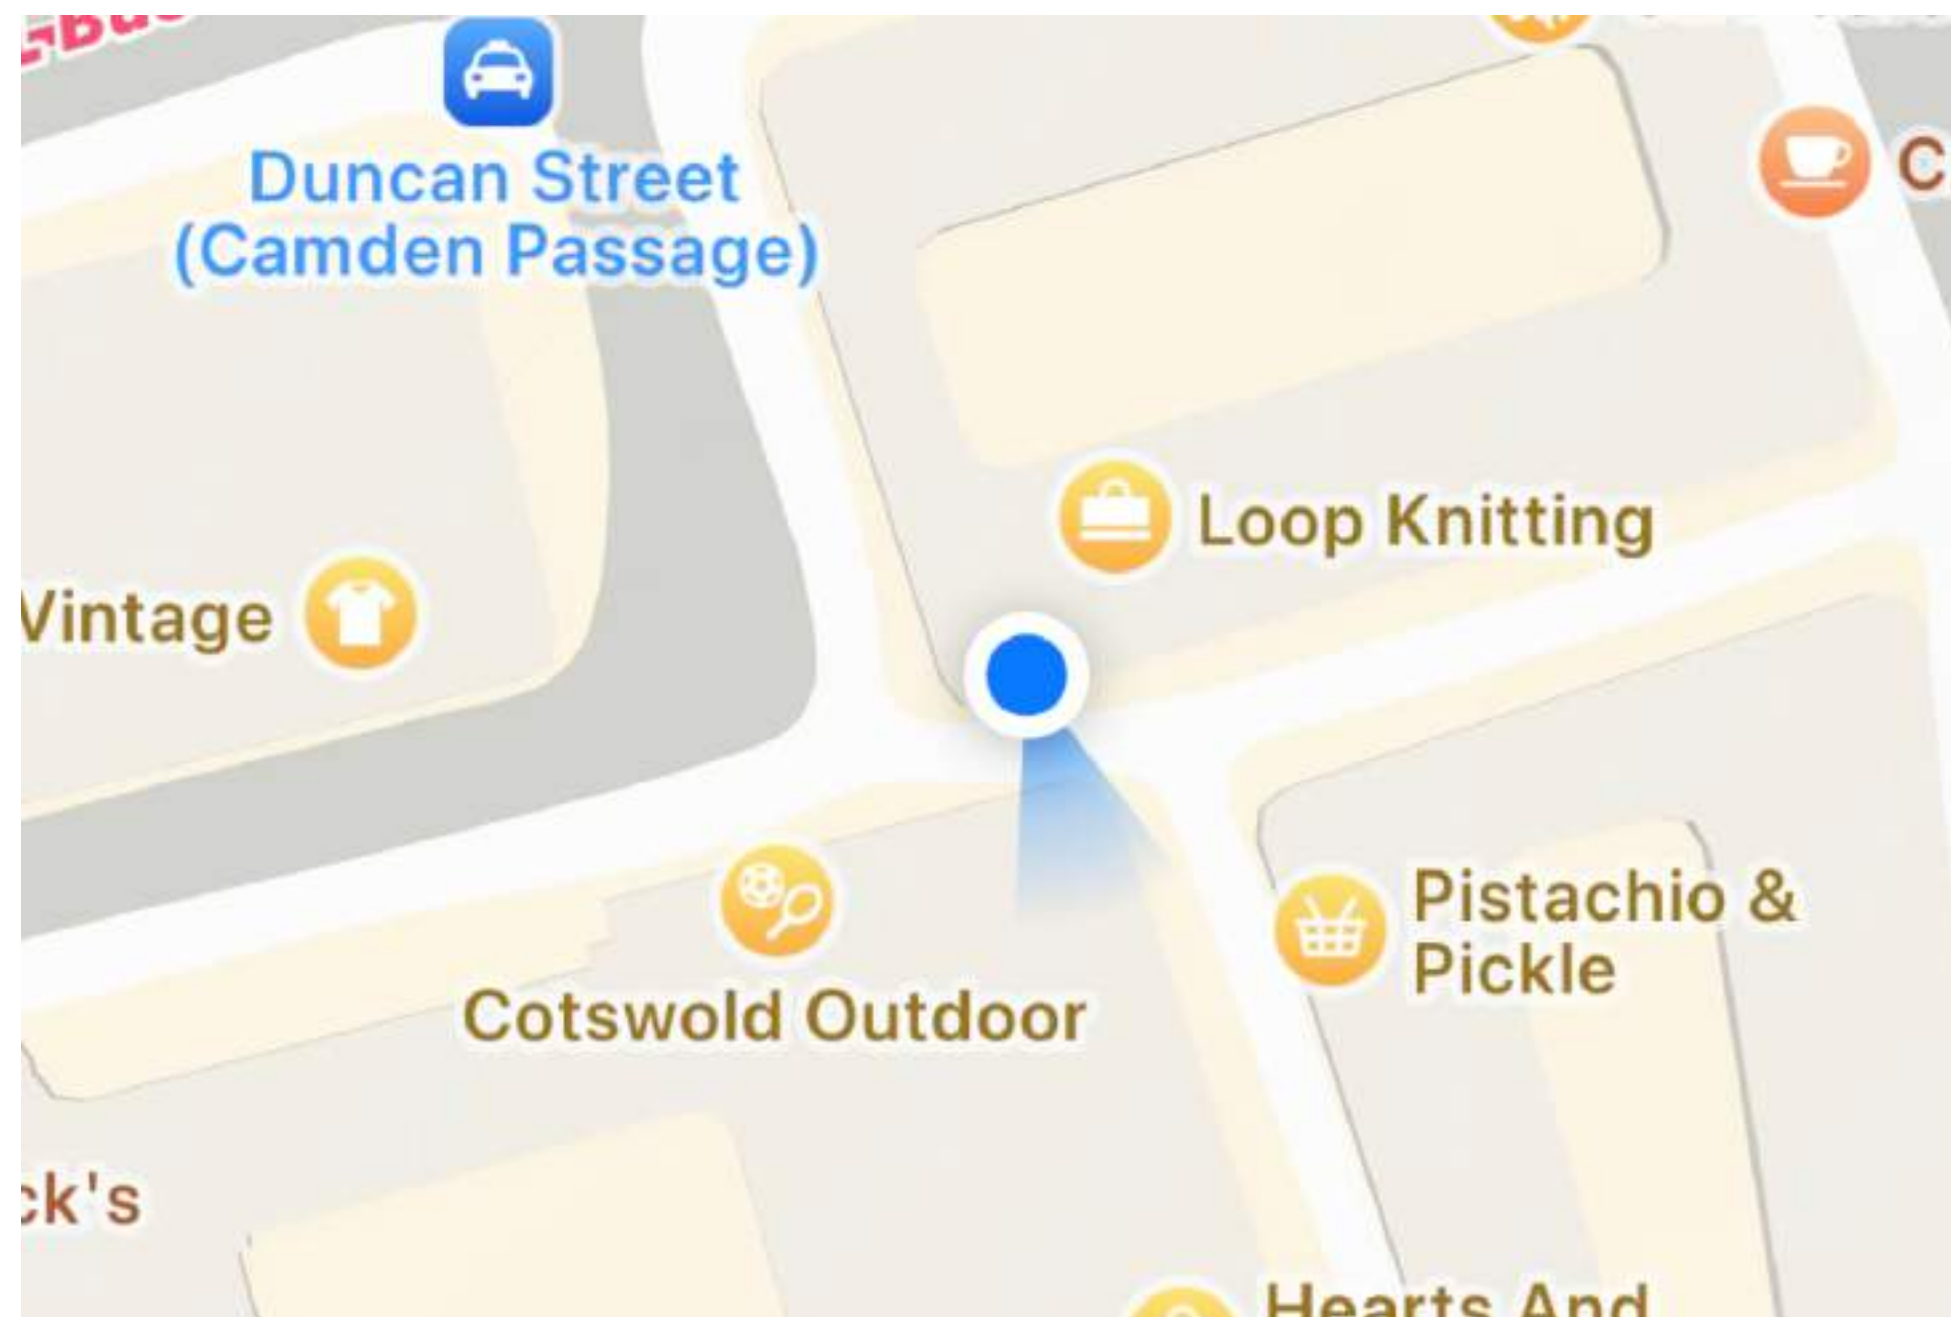 Duncan Street
(Camden Passage)
C
Loop Knitting
Vintage
Pistachio &
Pickle
Cotswold Outdoor
ck's
Hearts And